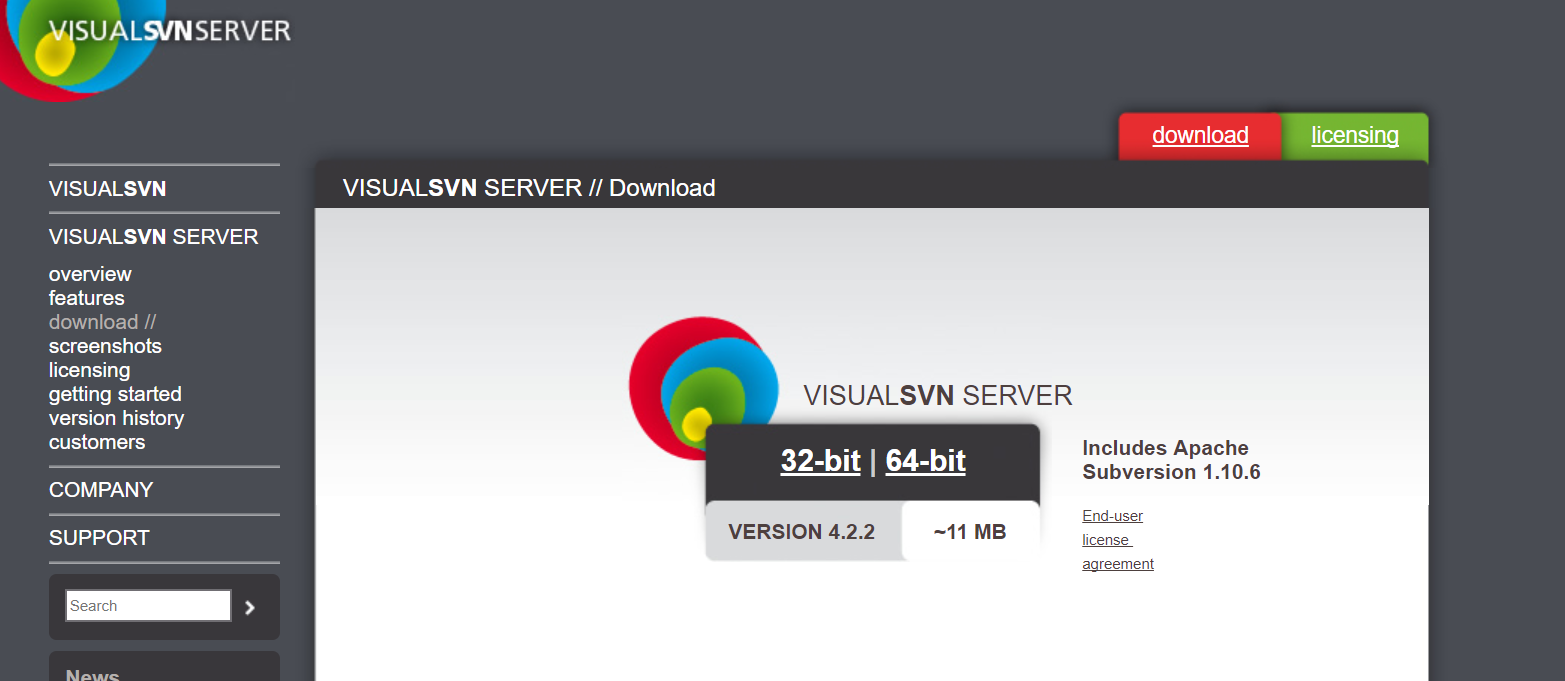 VISUALSVNSERVER
download
licensing
VISUALSVN
VISUALSVN SERVER
overview
features
download //
screenshots
licensing
getting started
version history
customers
COMPANY
SUPPORT
Search
News
VISUALSVN SERVER // Download
VISUALSVN SERVER
32-bit | 64-bit
VERSION 4.2.2
~11 MB
Includes Apache
Subversion 1.10.6
End-user
license
agreement